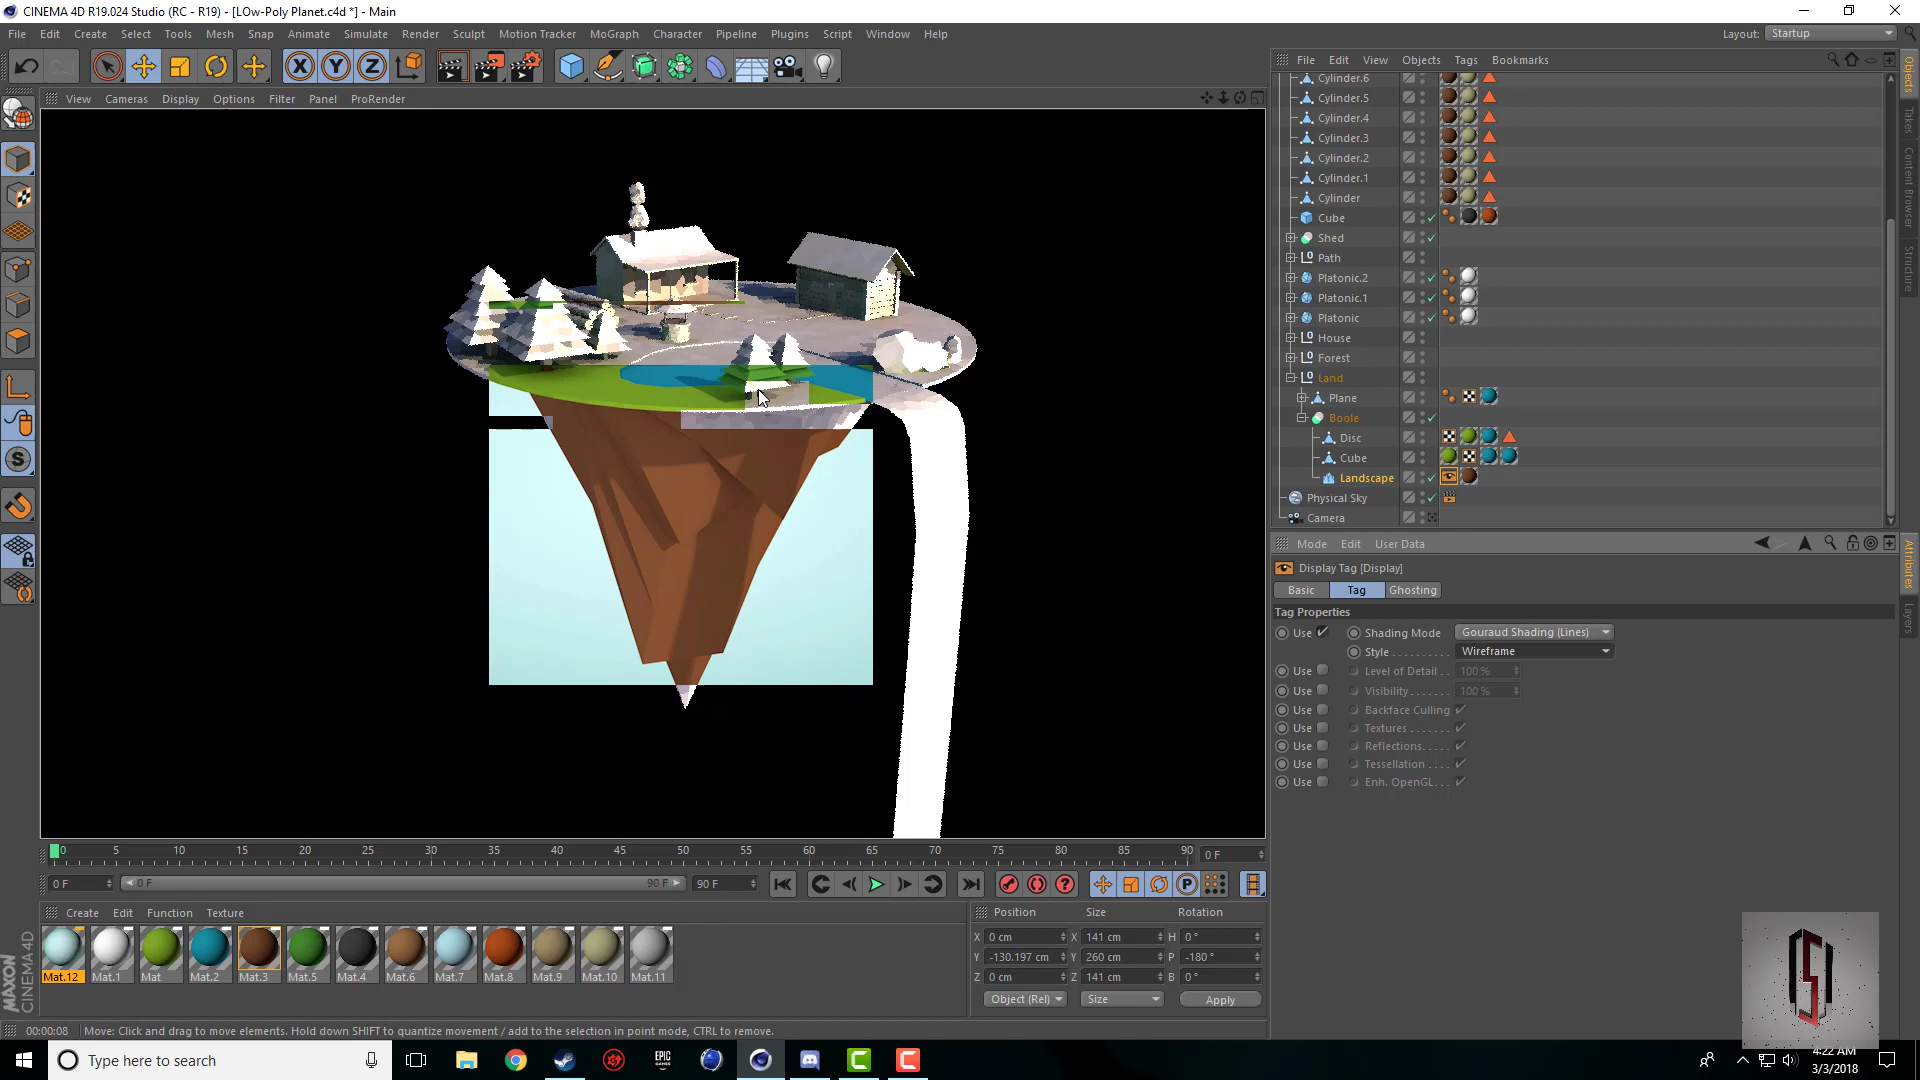 CINEMA 4D R19.024 Studio (RC - R19) - [LOw-Poly Planet.c4d *] - Main
File Edit Create Select Tools Mesh Snap Animate Simulate Render Sculpt Motion Tracker MoGraph Character Pipeline Plugins Script Window Help
Layout: Startup
File Edit View Objects Tags Bookmarks
View Cameras Display Options Filter Panel ProRender
Cylinder.6
Cylinder.5
Cylinder.4
Cylinder.3
Cylinder.2
Cylinder.1
Cylinder
Cube
Shed
Path
Platonic.2
Platonic.1
Platonic
House
Forest
Land
Plane
Boole
Disc
Cube
Landscape
Physical Sky
Camera
Objects
Takes
Content Browser
Structure
Mode Edit User Data
Display Tag [Display]
Basic Tag Ghosting
Tag Properties
Use Shading Mode Gouraud Shading (Lines)
Style . . . . . . . . . . Wireframe
Use Level of Detail . . 100 %
Use Visibility . . . . . . . 100 %
Use Backface Culling
Use Textures . . . . . . .
Use Reflections. . . . .
Use Tessellation . . . .
Use Enh. OpenGL. . .
Attributes
Layers
0 5 10 15 20 25 30 35 40 45 50 55 60 65 70 75 80 85 90 0 F
0 F 0 F 90 F 90 F
Create Edit Function Texture
Mat.12 Mat.1 Mat Mat.2 Mat.3 Mat.5 Mat.4 Mat.6 Mat.7 Mat.8 Mat.9 Mat.10 Mat.11
Position Size Rotation
X 0 cm X 141 cm H 0 °
Y -130.197 cm Y 260 cm P -180 °
Z 0 cm Z 141 cm B 0 °
Object (Rel) Size Apply
MAXON CINEMA 4D
00:00:08 Move: Click and drag to move elements. Hold down SHIFT to quantize movement / add to the selection in point mode, CTRL to remove.
Type here to search
EPIC GAMES
4:22 AM
3/3/2018